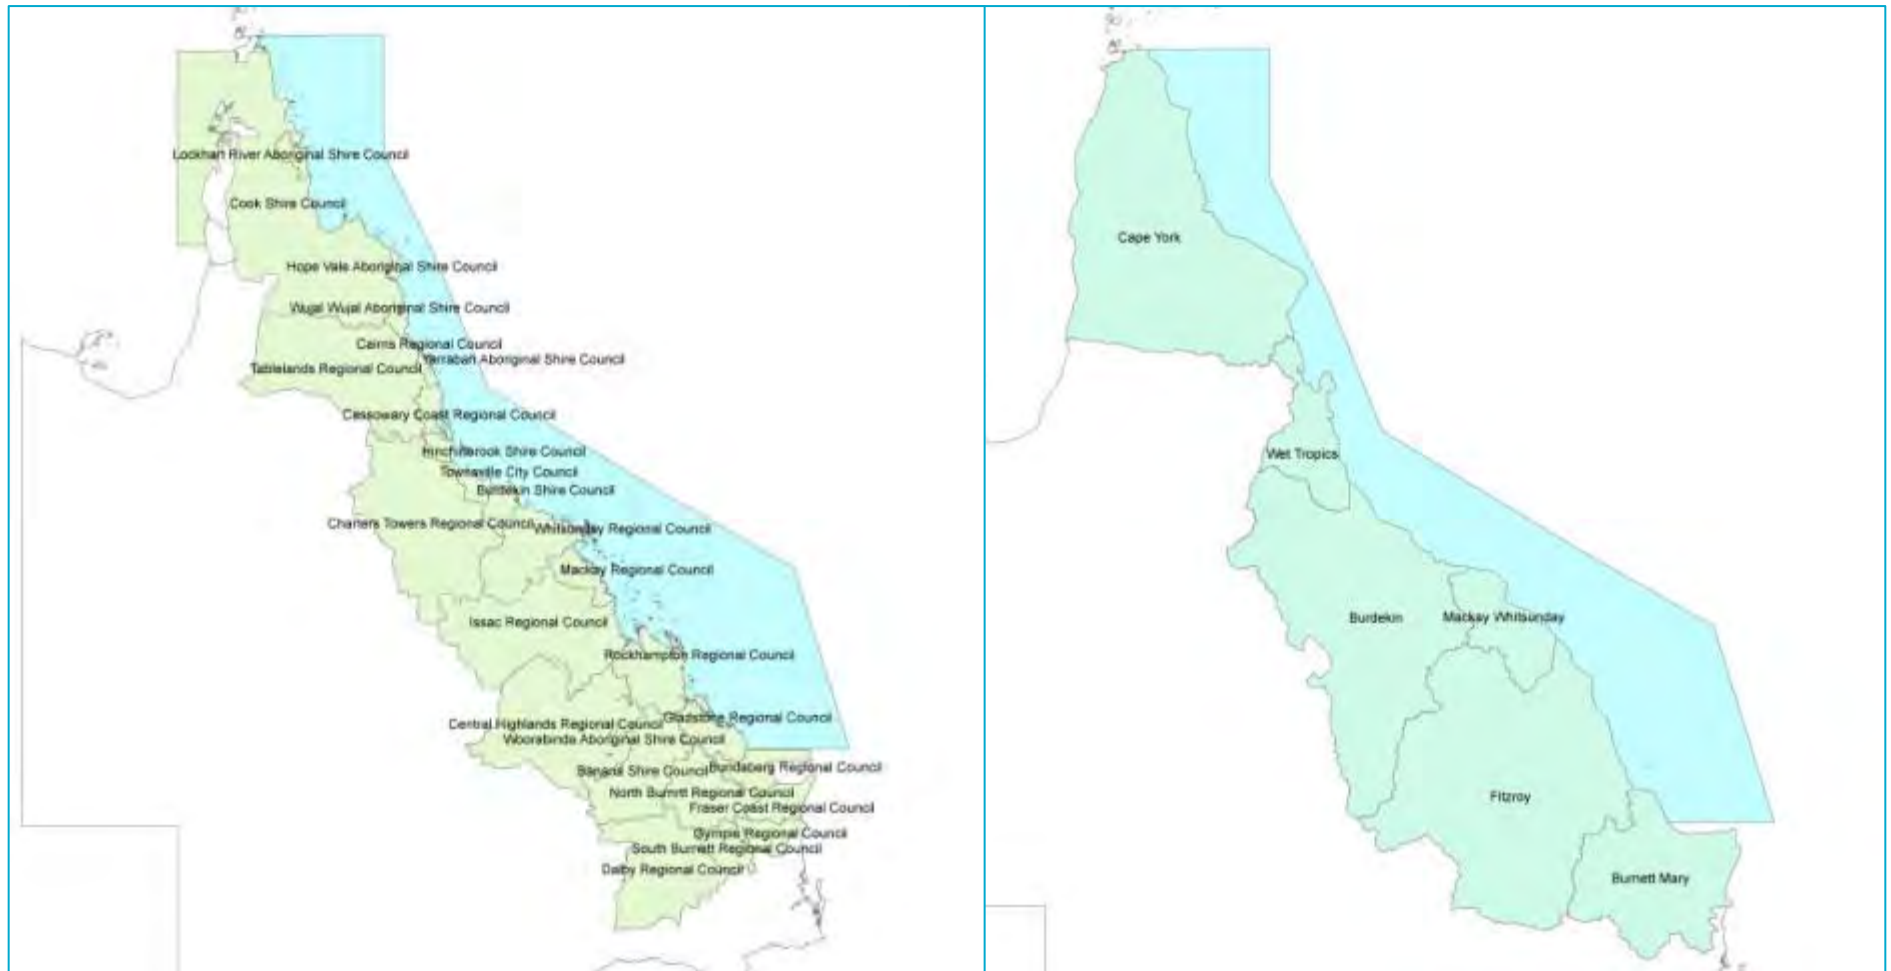 Lockhart River Aboriginal Shire Council
Cook Shire Council
Hope Vale Aboriginal Shire Council
Wujal Wujal Aboriginal Shire Council
Cairns Regional Council
Yarrabah Aboriginal Shire Council
Tablelands Regional Council
Cassowary Coast Regional Council
Hinchinbrook Shire Council
Townsville City Council
Burdekin Shire Council
Charters Towers Regional Council
Whitsunday Regional Council
Mackay Regional Council
Issac Regional Council
Rockhampton Regional Council
Gladstone Regional Council
Central Highlands Regional Council
Woorabinda Aboriginal Shire Council
Bundaberg Regional Council
Banana Shire Council
North Burnett Regional Council
Fraser Coast Regional Council
Gympie Regional Council
South Burnett Regional Council
Dalby Regional Council
Cape York
Wet Tropics
Burdekin
Mackay Whitsunday
Fitzroy
Burnett Mary